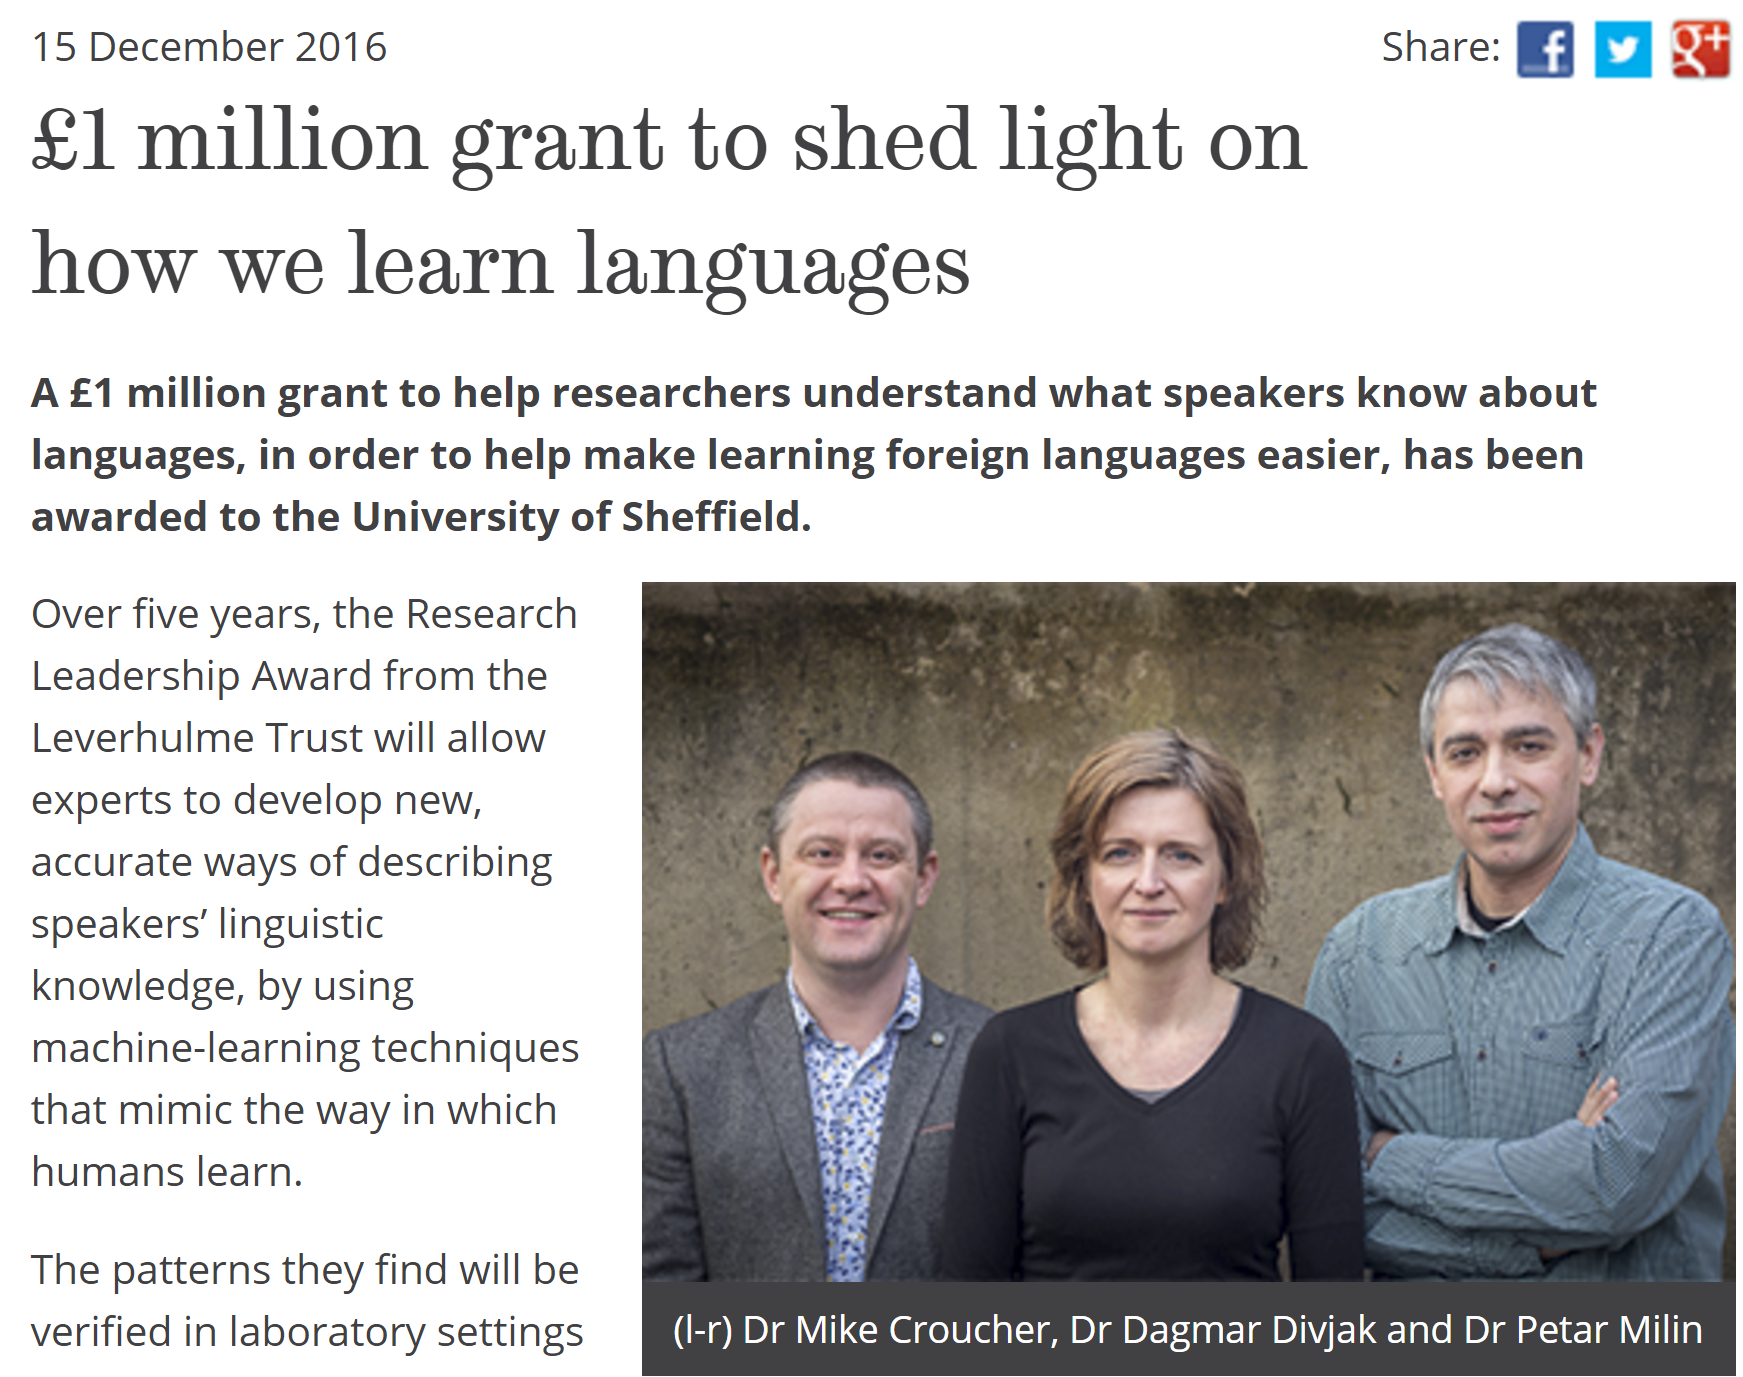 15 December 2016
Share:
£1 million grant to shed light on
how we learn languages
A £1 million grant to help researchers understand what speakers know about
languages, in order to help make learning foreign languages easier, has been
awarded to the University of Sheffield.
Over five years, the Research
Leadership Award from the
Leverhulme Trust will allow
experts to develop new,
accurate ways of describing
speakers’ linguistic
knowledge, by using
machine-learning techniques
that mimic the way in which
humans learn.
The patterns they find will be
verified in laboratory settings
(l-r) Dr Mike Croucher, Dr Dagmar Divjak and Dr Petar Milin